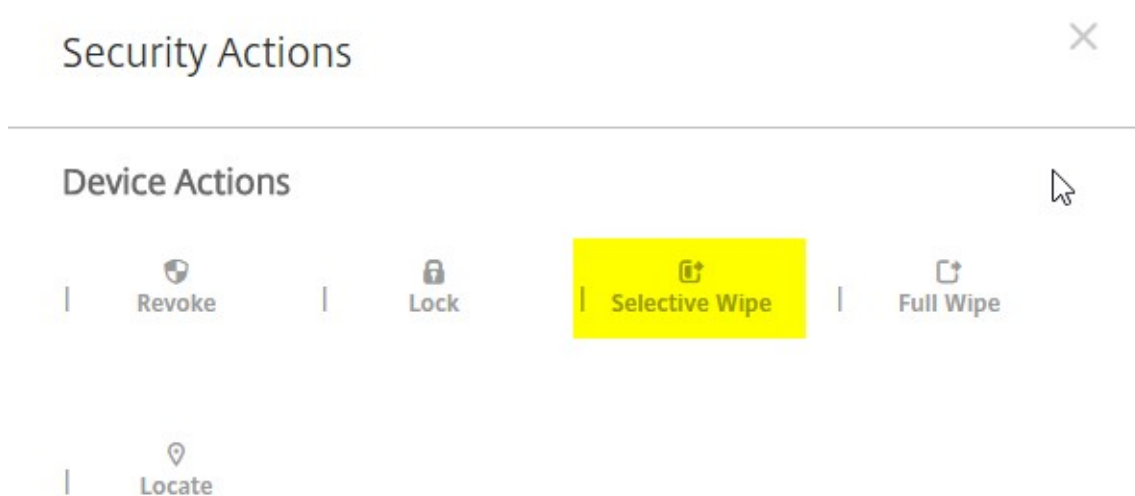 Security Actions
Device Actions
Revoke
Lock
Selective Wipe
Full Wipe
Locate